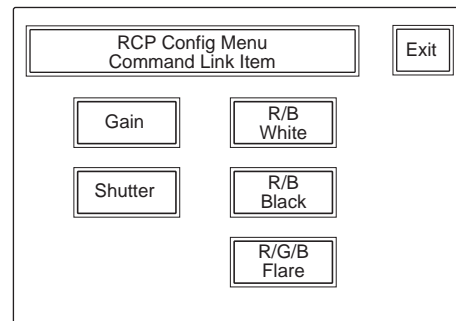 RCP Config Menu
Command Link Item
Exit
Gain
R/B
White
Shutter
R/B
Black
R/G/B
Flare